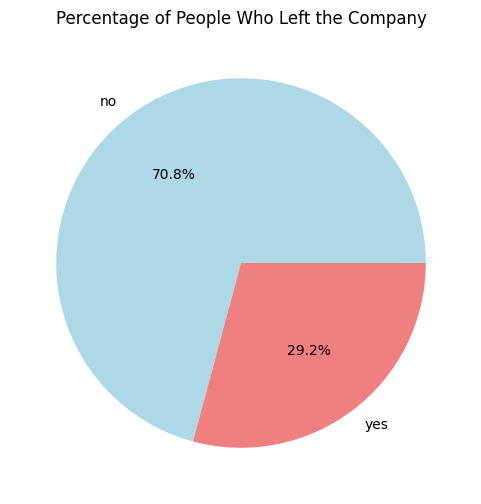 Percentage of People Who Left the Company
no
70.8%
29.2%
yes